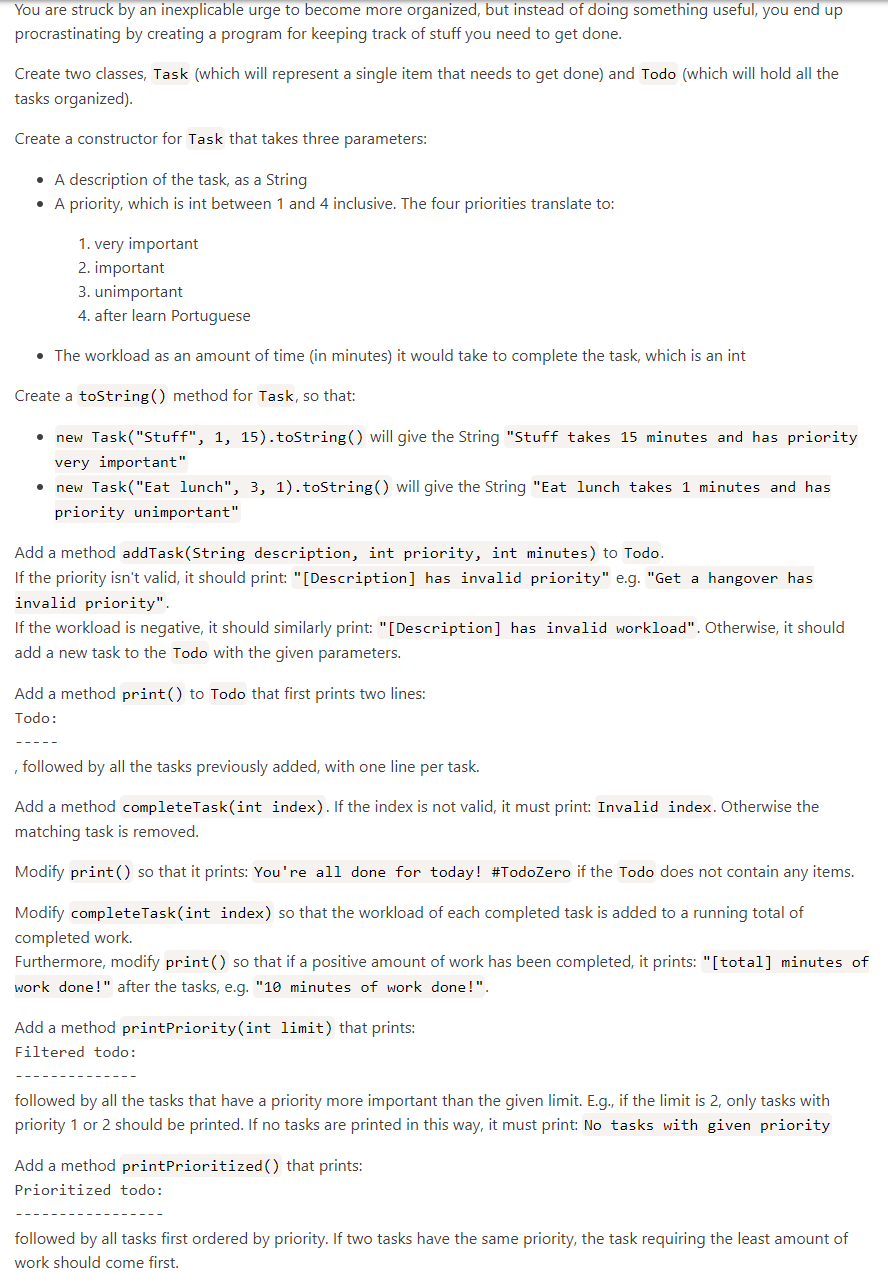 You are struck by an inexplicable urge to become more organized, but instead of doing something useful, you end up
procrastinating by creating a program for keeping track of stuff you need to get done.
Create two classes, Task (which will represent a single item that needs to get done) and Todo (which will hold all the
tasks organized).
Create a constructor for Task that takes three parameters:
• A description of the task, as a String
• A priority, which is int between 1 and 4 inclusive. The four priorities translate to:
1. very important
2. important
3. unimportant
4. after learn Portuguese
• The workload as an amount of time (in minutes) it would take to complete the task, which is an int
Create a toString() method for Task, so that:
• new Task("Stuff", 1, 15).toString() will give the String "Stuff takes 15 minutes and has priority
very important"
• new Task("Eat lunch", 3, 1).toString() will give the String "Eat lunch takes 1 minutes and has
priority unimportant"
Add a method addTask(String description, int priority, int minutes) to Todo.
If the priority isn't valid, it should print: "[Description] has invalid priority" e.g. "Get a hangover has
invalid priority".
If the workload is negative, it should similarly print: "[Description] has invalid workload". Otherwise, it should
add a new task to the Todo with the given parameters.
Add a method print() to Todo that first prints two lines:
Todo:
-----
, followed by all the tasks previously added, with one line per task.
Add a method completeTask(int index). If the index is not valid, it must print: Invalid index. Otherwise the
matching task is removed.
Modify print() so that it prints: You're all done for today! #TodoZero if the Todo does not contain any items.
Modify completeTask(int index) so that the workload of each completed task is added to a running total of
completed work.
Furthermore, modify print() so that if a positive amount of work has been completed, it prints: "[total] minutes of
work done!" after the tasks, e.g. "10 minutes of work done!".
Add a method printPriority(int limit) that prints:
Filtered todo:
--------------
followed by all the tasks that have a priority more important than the given limit. E.g., if the limit is 2, only tasks with
priority 1 or 2 should be printed. If no tasks are printed in this way, it must print: No tasks with given priority
Add a method printPrioritized() that prints:
Prioritized todo:
-----------------
followed by all tasks first ordered by priority. If two tasks have the same priority, the task requiring the least amount of
work should come first.